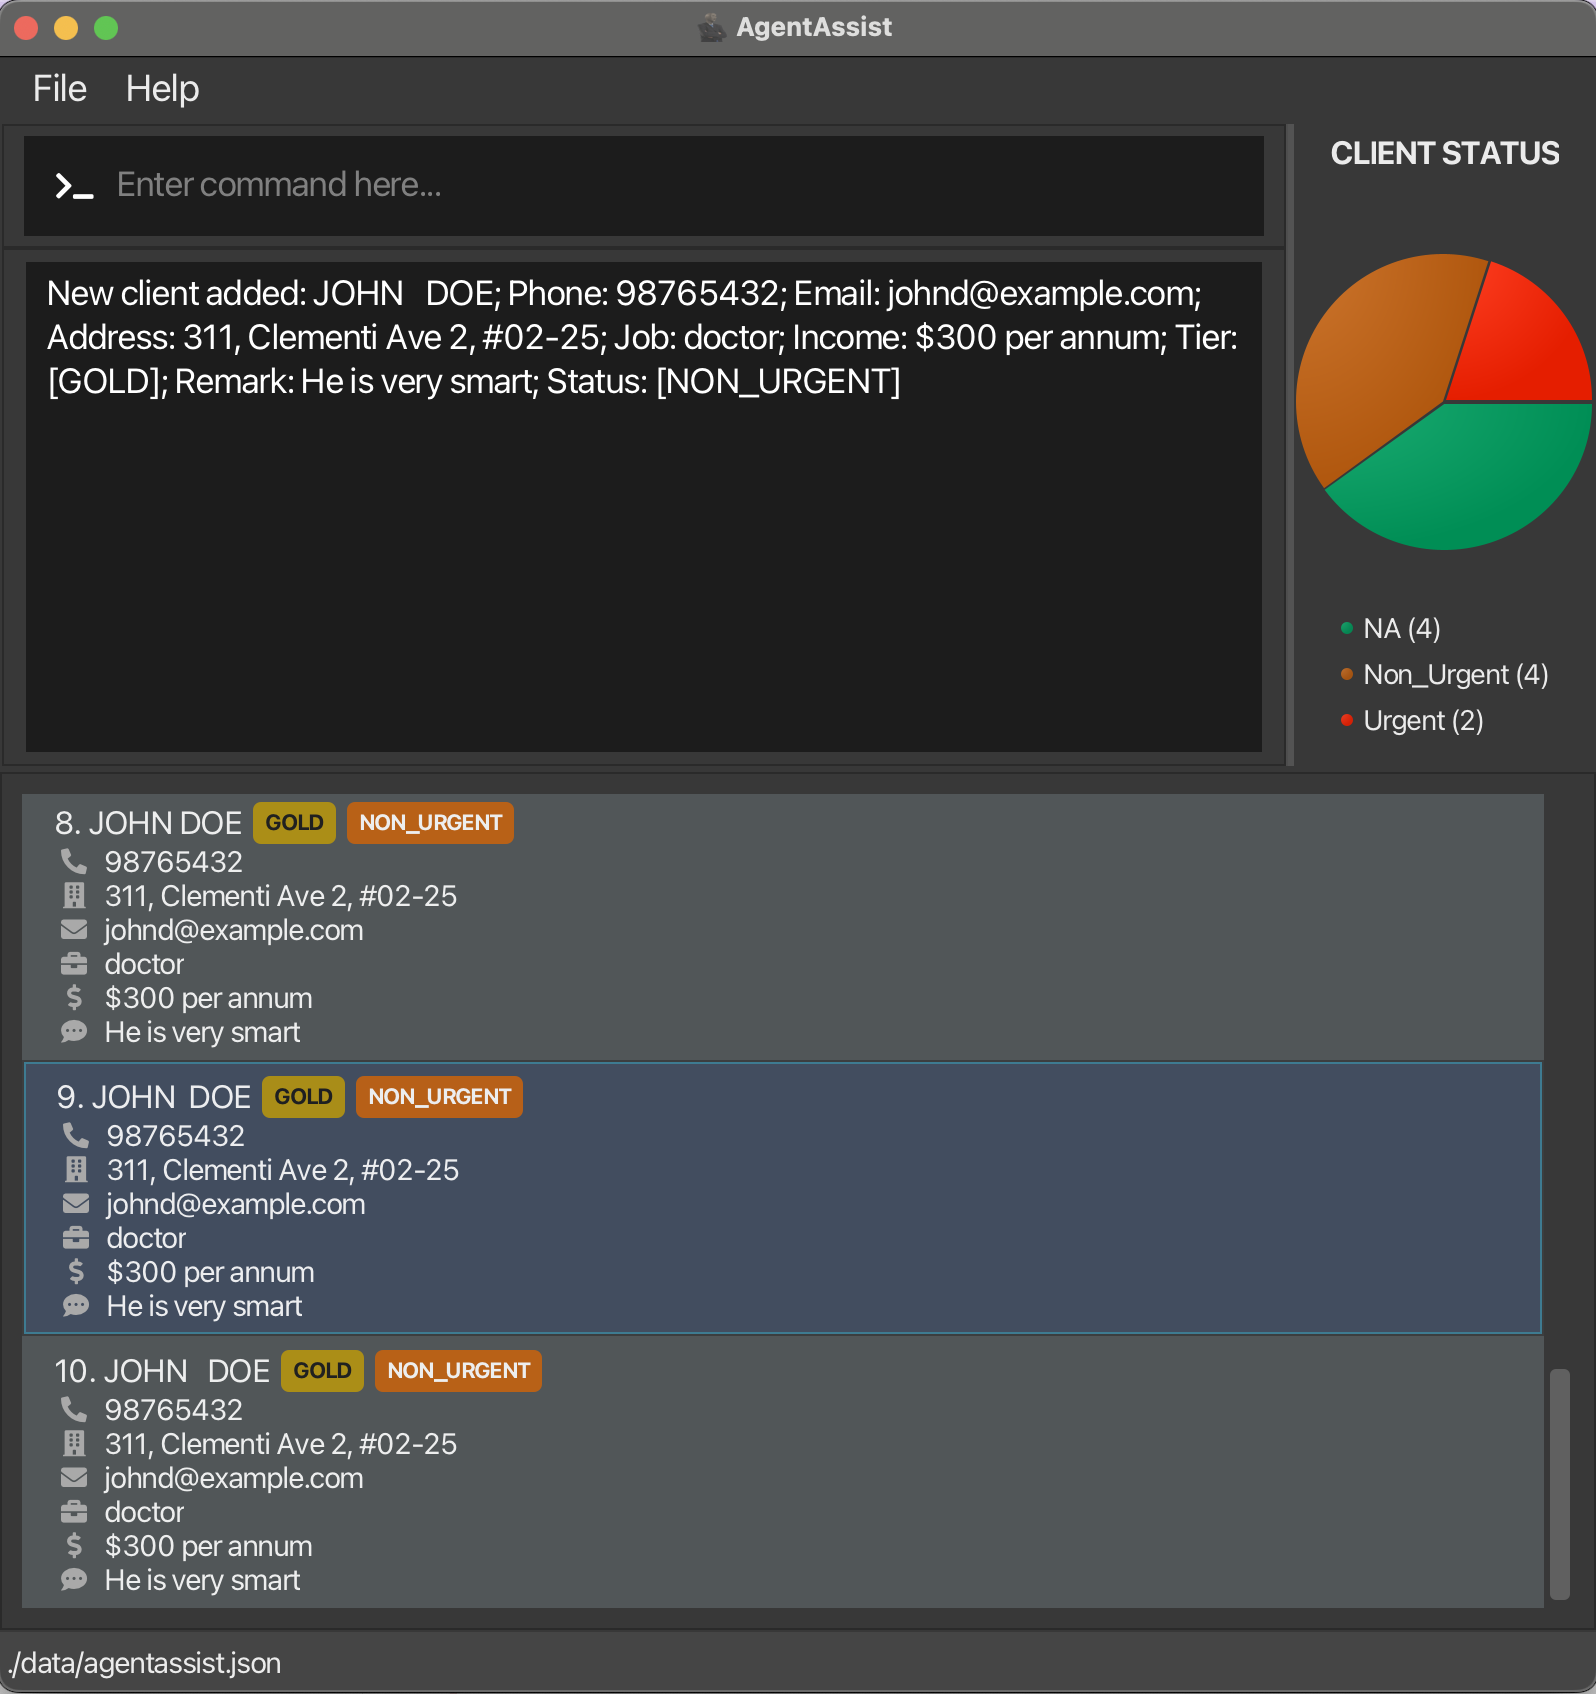 AgentAssist
File Help
Enter command here...
New client added: JOHN   DOE; Phone: 98765432; Email: johnd@example.com;
Address: 311, Clementi Ave 2, #02-25; Job: doctor; Income: $300 per annum; Tier:
[GOLD]; Remark: He is very smart; Status: [NON_URGENT]
CLIENT STATUS
NA (4)
Non_Urgent (4)
Urgent (2)
8. JOHN DOE GOLD NON_URGENT
98765432
311, Clementi Ave 2, #02-25
johnd@example.com
doctor
$300 per annum
He is very smart
9. JOHN  DOE GOLD NON_URGENT
98765432
311, Clementi Ave 2, #02-25
johnd@example.com
doctor
$300 per annum
He is very smart
10. JOHN   DOE GOLD NON_URGENT
98765432
311, Clementi Ave 2, #02-25
johnd@example.com
doctor
$300 per annum
He is very smart
./data/agentassist.json